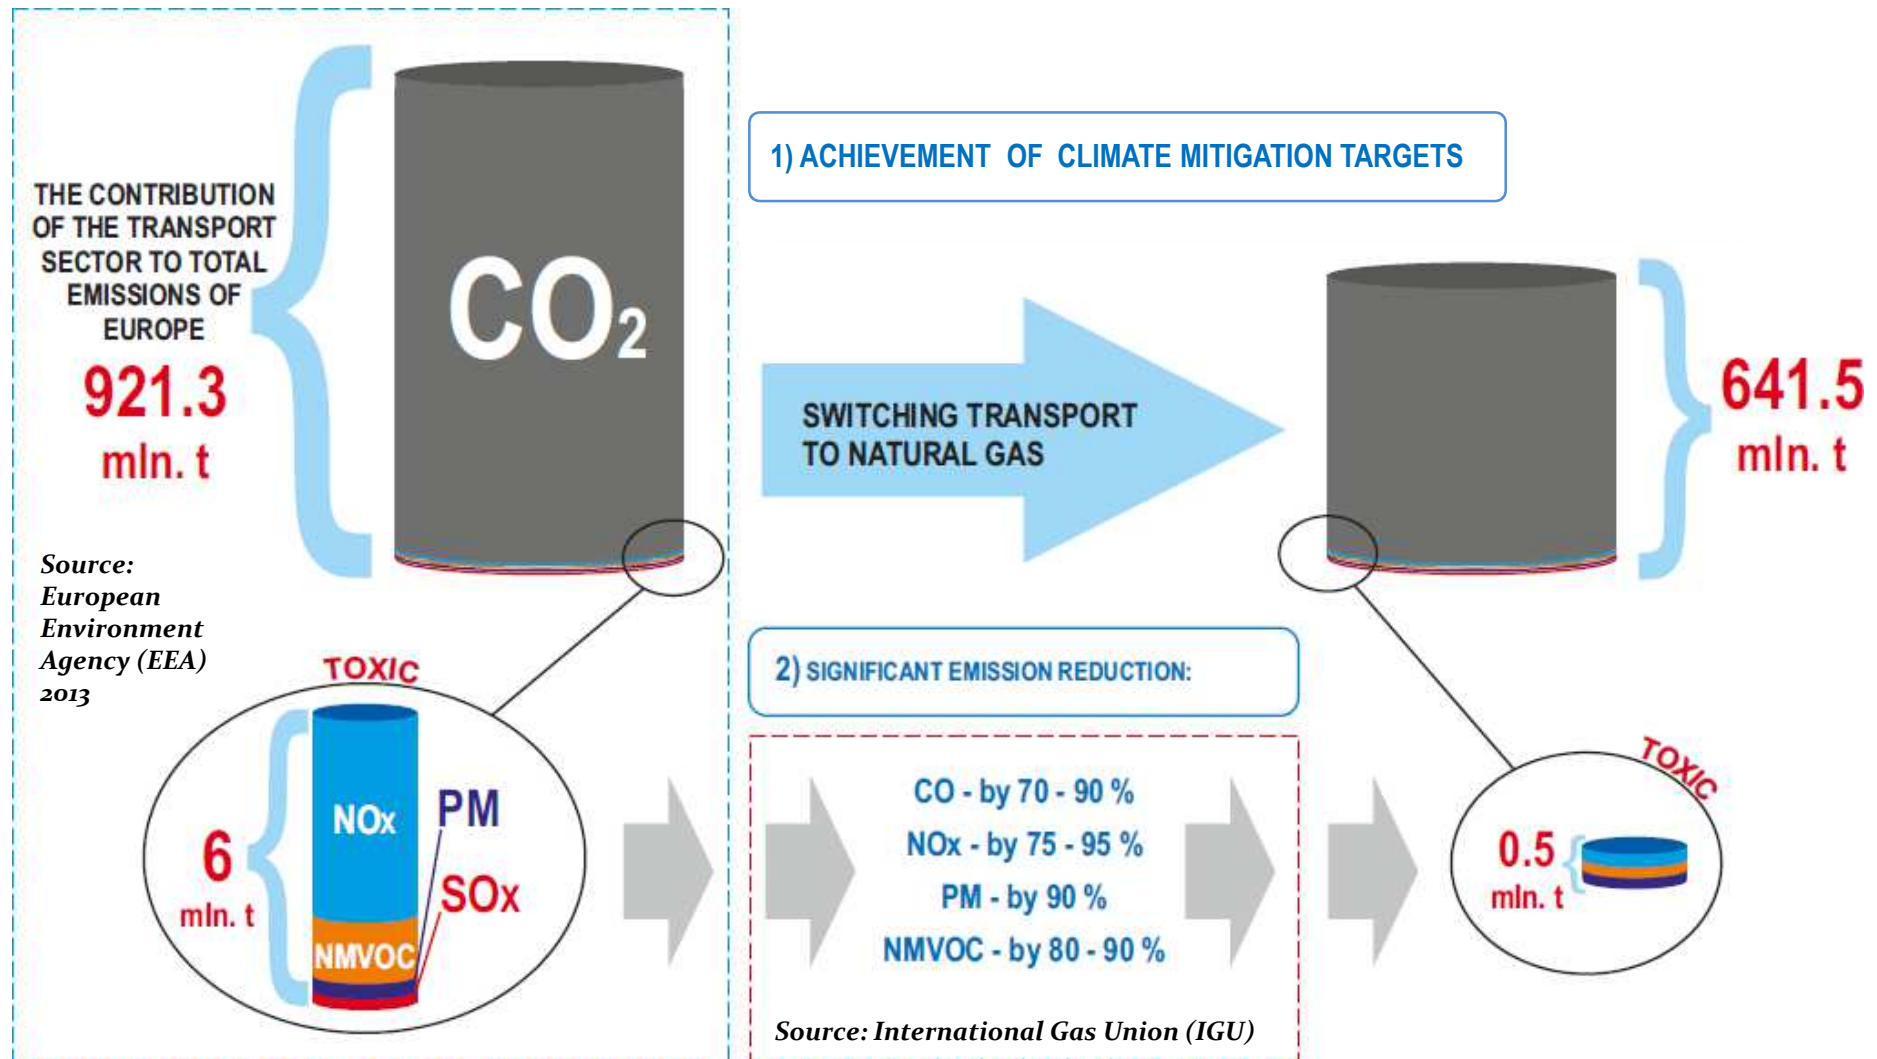 THE CONTRIBUTION
OF THE TRANSPORT
SECTOR TO TOTAL
EMISSIONS OF
EUROPE
921.3
mln. t
CO₂
Source:
European
Environment
Agency (EEA)
2013
TOXIC
6
mln. t
NOx
NMVOC
PM
SOx
1) ACHIEVEMENT OF CLIMATE MITIGATION TARGETS
SWITCHING TRANSPORT
TO NATURAL GAS
641.5
mln. t
2) SIGNIFICANT EMISSION REDUCTION:
CO - by 70 - 90 %
NOx - by 75 - 95 %
PM - by 90 %
NMVOC - by 80 - 90 %
Source: International Gas Union (IGU)
TOXIC
0.5
mln. t